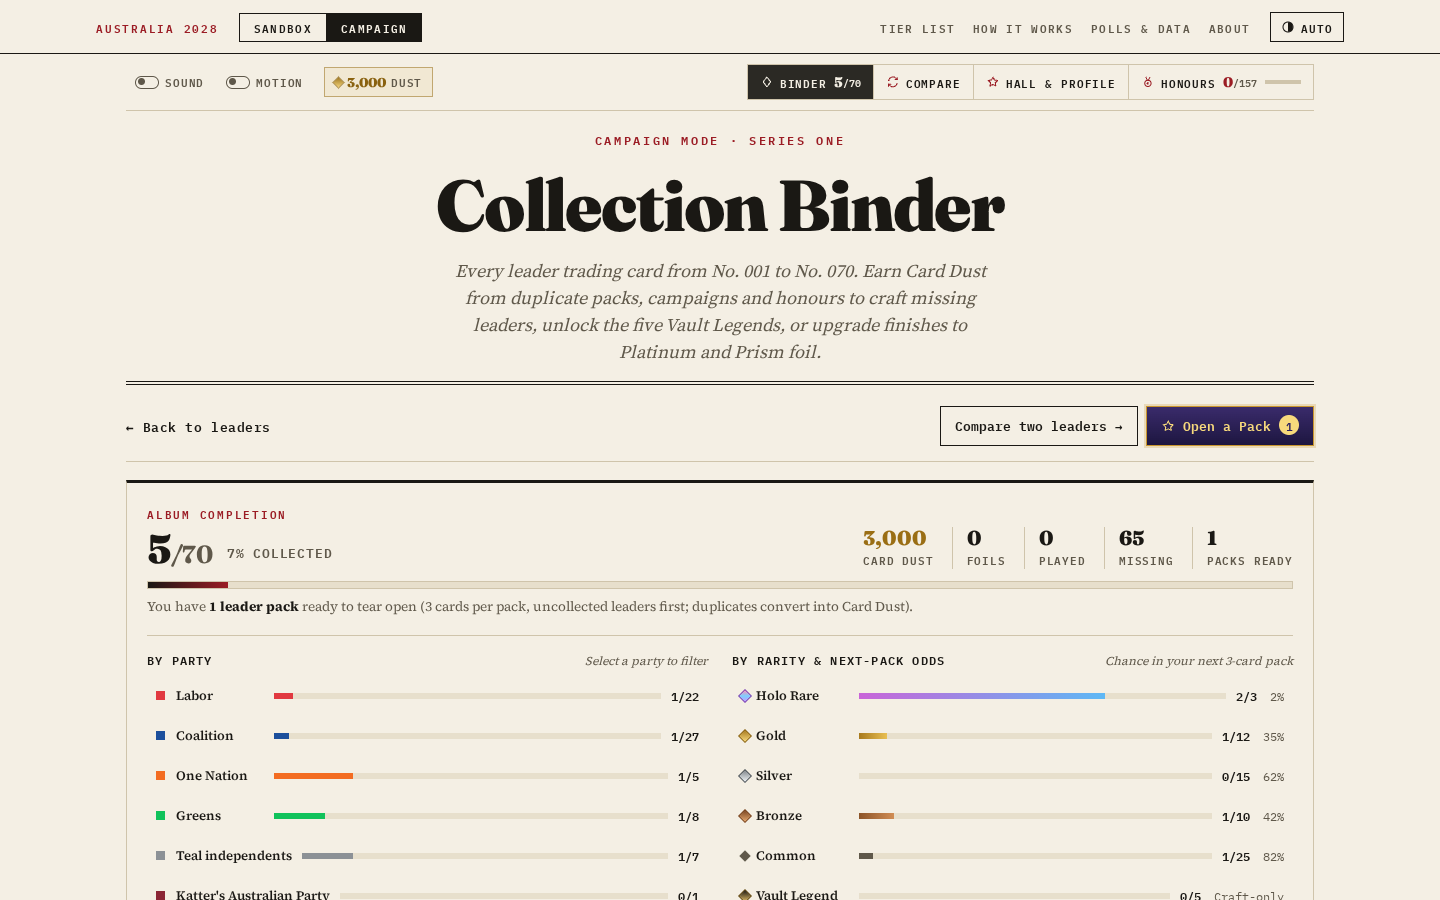 AUSTRALIA 2028 SANDBOX CAMPAIGN TIER LIST HOW IT WORKS POLLS & DATA ABOUT AUTO
SOUND MOTION 3,000 DUST BINDER 5/70 COMPARE HALL & PROFILE HONOURS 0/157
CAMPAIGN MODE · SERIES ONE
Collection Binder
Every leader trading card from No. 001 to No. 070. Earn Card Dust
from duplicate packs, campaigns and honours to craft missing
leaders, unlock the five Vault Legends, or upgrade finishes to
Platinum and Prism foil.
← Back to leaders Compare two leaders → Open a Pack 1
ALBUM COMPLETION
5/70 7% COLLECTED
3,000 CARD DUST
0 FOILS
0 PLAYED
65 MISSING
1 PACKS READY
You have 1 leader pack ready to tear open (3 cards per pack, uncollected leaders first; duplicates convert into Card Dust).
BY PARTY Select a party to filter
Labor 1/22
Coalition 1/27
One Nation 1/5
Greens 1/8
Teal independents 1/7
Katter's Australian Party 0/1
BY RARITY & NEXT-PACK ODDS Chance in your next 3-card pack
Holo Rare 2/3 2%
Gold 1/12 35%
Silver 0/15 62%
Bronze 1/10 42%
Common 1/25 82%
Vault Legend 0/5 Craft-only